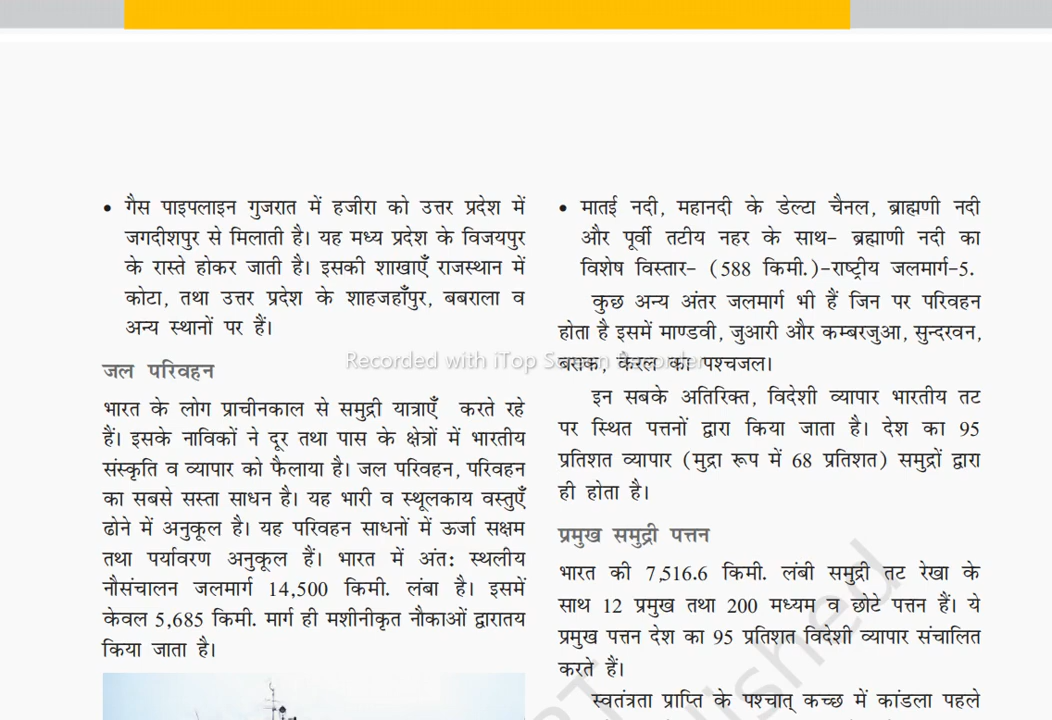 • गैस पाइपलाइन गुजरात में हजीरा को उत्तर प्रदेश में
जगदीशपुर से मिलाती है। यह मध्य प्रदेश के विजयपुर
के रास्ते होकर जाती है। इसकी शाखाएँ राजस्थान में
कोटा, तथा उत्तर प्रदेश के शाहजहाँपुर, बबराला व
अन्य स्थानों पर हैं।
जल परिवहन
भारत के लोग प्राचीनकाल से समुद्री यात्राएँ करते रहे
हैं। इसके नाविकों ने दूर तथा पास के क्षेत्रों में भारतीय
संस्कृति व व्यापार को फैलाया है। जल परिवहन, परिवहन
का सबसे सस्ता साधन है। यह भारी व स्थूलकाय वस्तुएँ
ढोने में अनुकूल है। यह परिवहन साधनों में ऊर्जा सक्षम
तथा पर्यावरण अनुकूल हैं। भारत में अंत: स्थलीय
नौसंचालन जलमार्ग 14,500 किमी. लंबा है। इसमें
केवल 5,685 किमी. मार्ग ही मशीनीकृत नौकाओं द्वारातय
किया जाता है।
• मातई नदी, महानदी के डेल्टा चैनल, ब्राह्मणी नदी
और पूर्वी तटीय नहर के साथ- ब्रह्माणी नदी का
विशेष विस्तार- (588 किमी.)-राष्ट्रीय जलमार्ग-5.
कुछ अन्य अंतर जलमार्ग भी हैं जिन पर परिवहन
होता है इसमें माण्डवी, जुआरी और कम्बरजुआ, सुन्दरवन,
बराक, केरल का पश्चजल।
इन सबके अतिरिक्त, विदेशी व्यापार भारतीय तट
पर स्थित पत्तनों द्वारा किया जाता है। देश का 95
प्रतिशत व्यापार (मुद्रा रूप में 68 प्रतिशत) समुद्रों द्वारा
ही होता है।
प्रमुख समुद्री पत्तन
भारत की 7,516.6 किमी. लंबी समुद्री तट रेखा के
साथ 12 प्रमुख तथा 200 मध्यम व छोटे पत्तन हैं। ये
प्रमुख पत्तन देश का 95 प्रतिशत विदेशी व्यापार संचालित
करते हैं।
स्वतंत्रता प्राप्ति के पश्चात् कच्छ में कांडला पहले
Recorded with iTop Screen Recorder